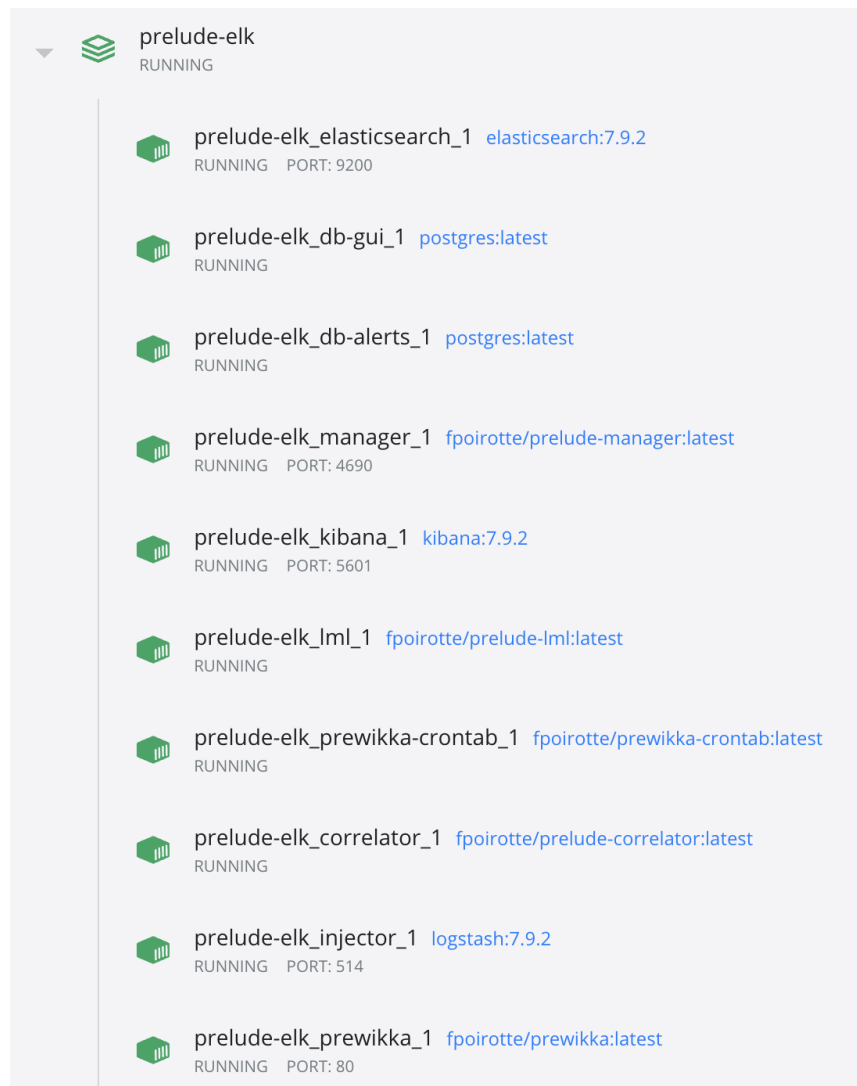 prelude-elk
RUNNING
prelude-elk_elasticsearch_1 elasticsearch:7.9.2
RUNNING PORT: 9200
prelude-elk_db-gui_1 postgres:latest
RUNNING
prelude-elk_db-alerts_1 postgres:latest
RUNNING
prelude-elk_manager_1 fpoirotte/prelude-manager:latest
RUNNING PORT: 4690
prelude-elk_kibana_1 kibana:7.9.2
RUNNING PORT: 5601
prelude-elk_lml_1 fpoirotte/prelude-lml:latest
RUNNING
prelude-elk_prewikka-crontab_1 fpoirotte/prewikka-crontab:latest
RUNNING
prelude-elk_correlator_1 fpoirotte/prelude-correlator:latest
RUNNING
prelude-elk_injector_1 logstash:7.9.2
RUNNING PORT: 514
prelude-elk_prewikka_1 fpoirotte/prewikka:latest
RUNNING PORT: 80